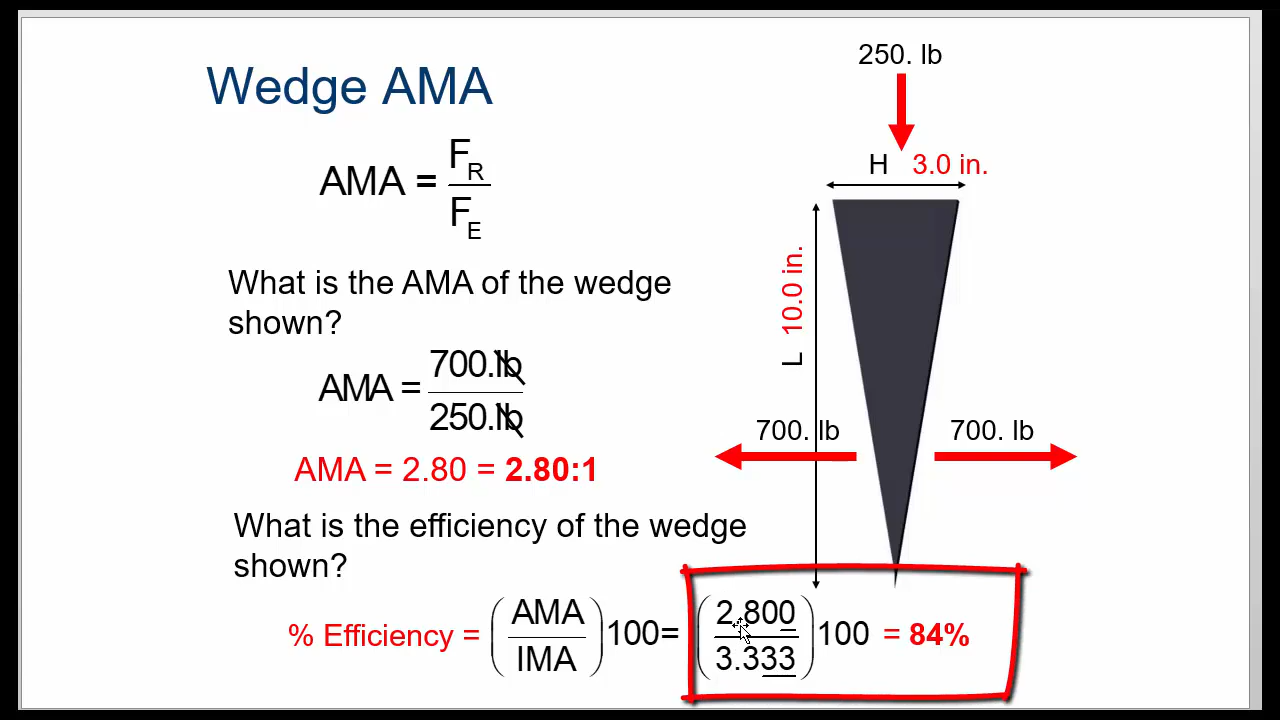 Wedge AMA
AMA = F_R / F_E
What is the AMA of the wedge
shown?
AMA = 700. lb / 250. lb
AMA = 2.80 = 2.80:1
What is the efficiency of the wedge
shown?
% Efficiency = (AMA / IMA) 100 = (2.800 / 3.333) 100 = 84%
250. lb
H 3.0 in.
L 10.0 in.
700. lb
700. lb